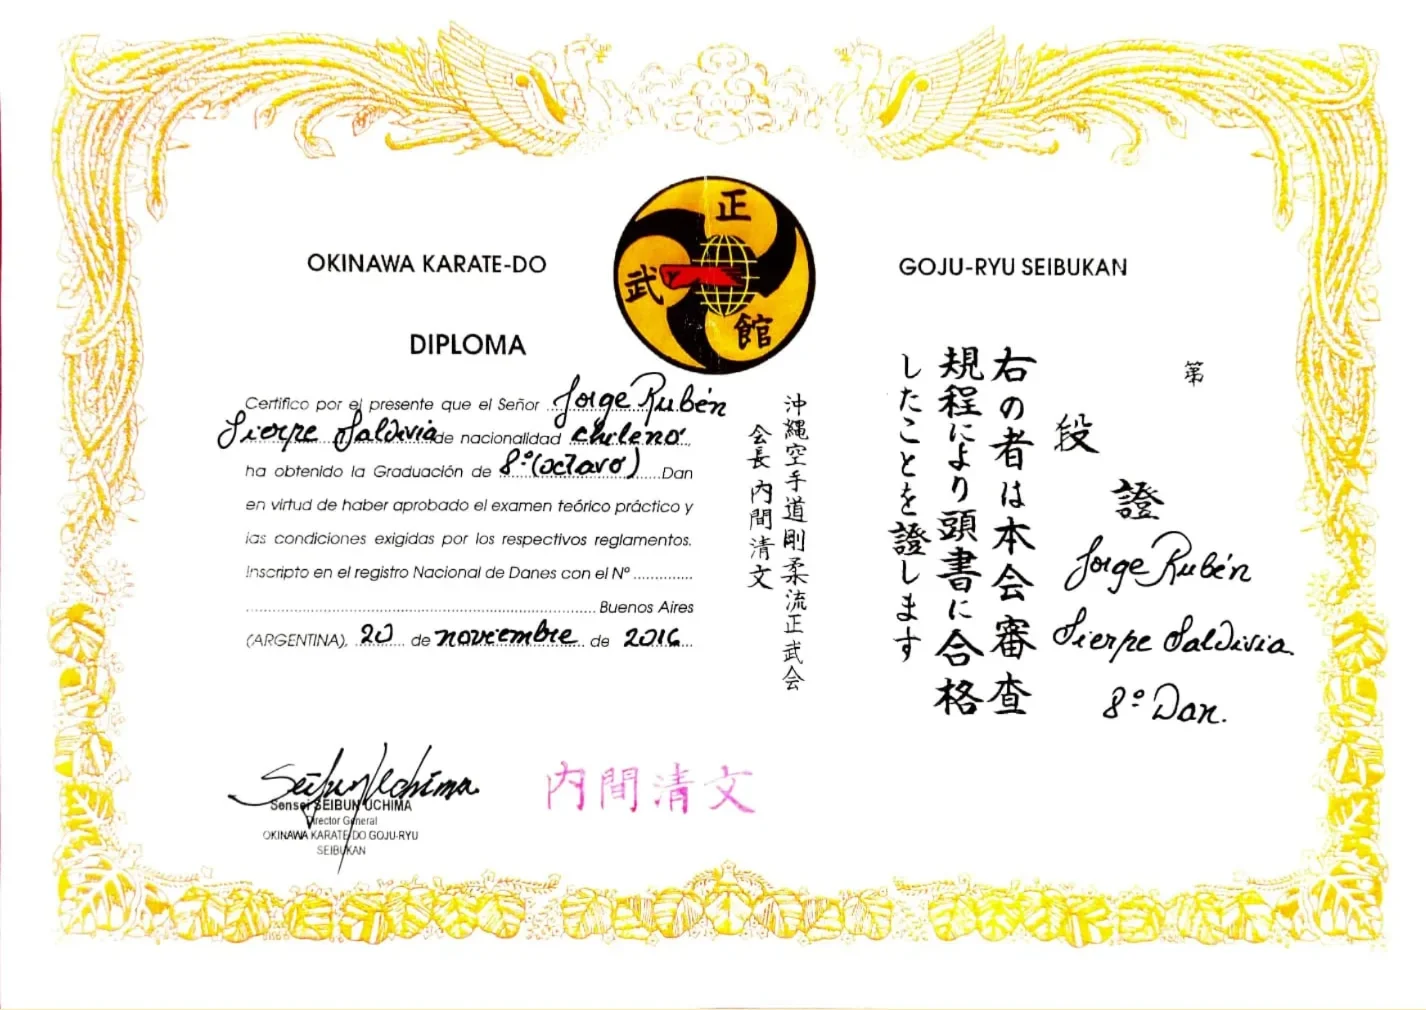 OKINAWA KARATE-DO
正
武
館
GOJU-RYU SEIBUKAN
DIPLOMA
Certifico por el presente que el Señor Jorge Rubén
Sierpe Saldivia de nacionalidad chileno,
ha obtenido la Graduación de 8º (octavo) Dan
en virtud de haber aprobado el examen teórico práctico y
las condiciones exigidas por los respectivos reglamentos.
Inscripto en el registro Nacional de Danes con el Nº ..............
................................................................................ Buenos Aires
(ARGENTINA), 20 de noviembre de 2016
第
段
證
Jorge Rubén
Sierpe Saldivia
8º Dan.
右の者は本会審査
規程により頭書に合格
したことを證します
沖縄空手道剛柔流正武会
会長 内間清文
Seibun Uchima
Sensei SEIBUN UCHIMA
Director General
OKINAWA KARATE DO GOJU-RYU
SEIBUKAN
内間清文